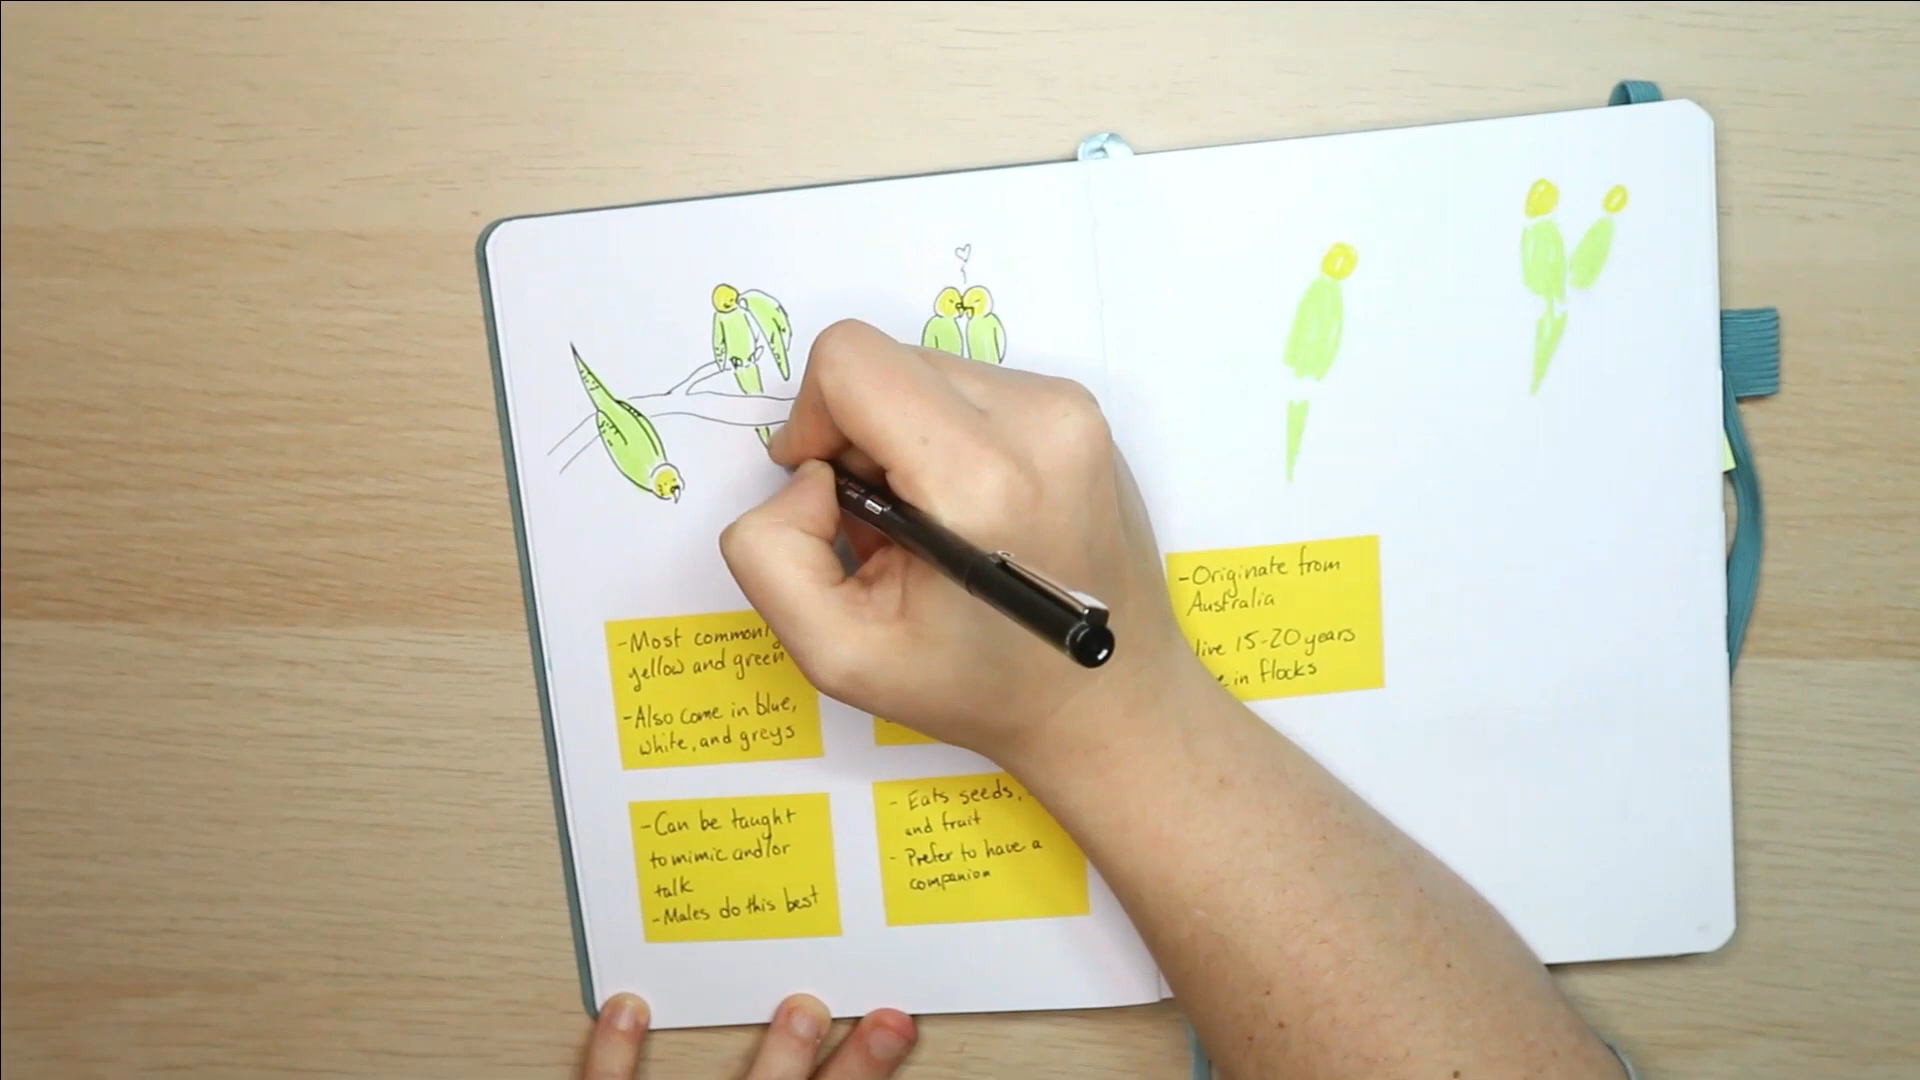 -Most commonly
yellow and green
-Also come in blue,
white, and greys
-Can be taught
to mimic and/or
talk
-Males do this best
- Eats seeds,
and fruit
- Prefer to have a
companion
-Originate from
Australia
live 15-20 years
in flocks